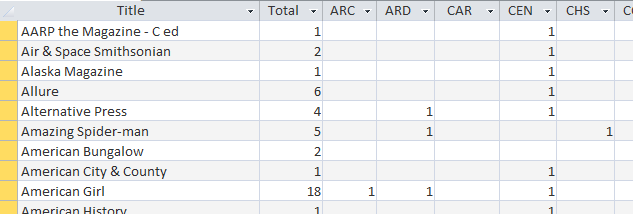 Title Total ARC ARD CAR CEN CHS
AARP the Magazine - C ed 1 1
Air & Space Smithsonian 2 1
Alaska Magazine 1 1
Allure 6 1
Alternative Press 4 1 1
Amazing Spider-man 5 1 1
American Bungalow 2
American City & County 1 1
American Girl 18 1 1 1
American History 1 1